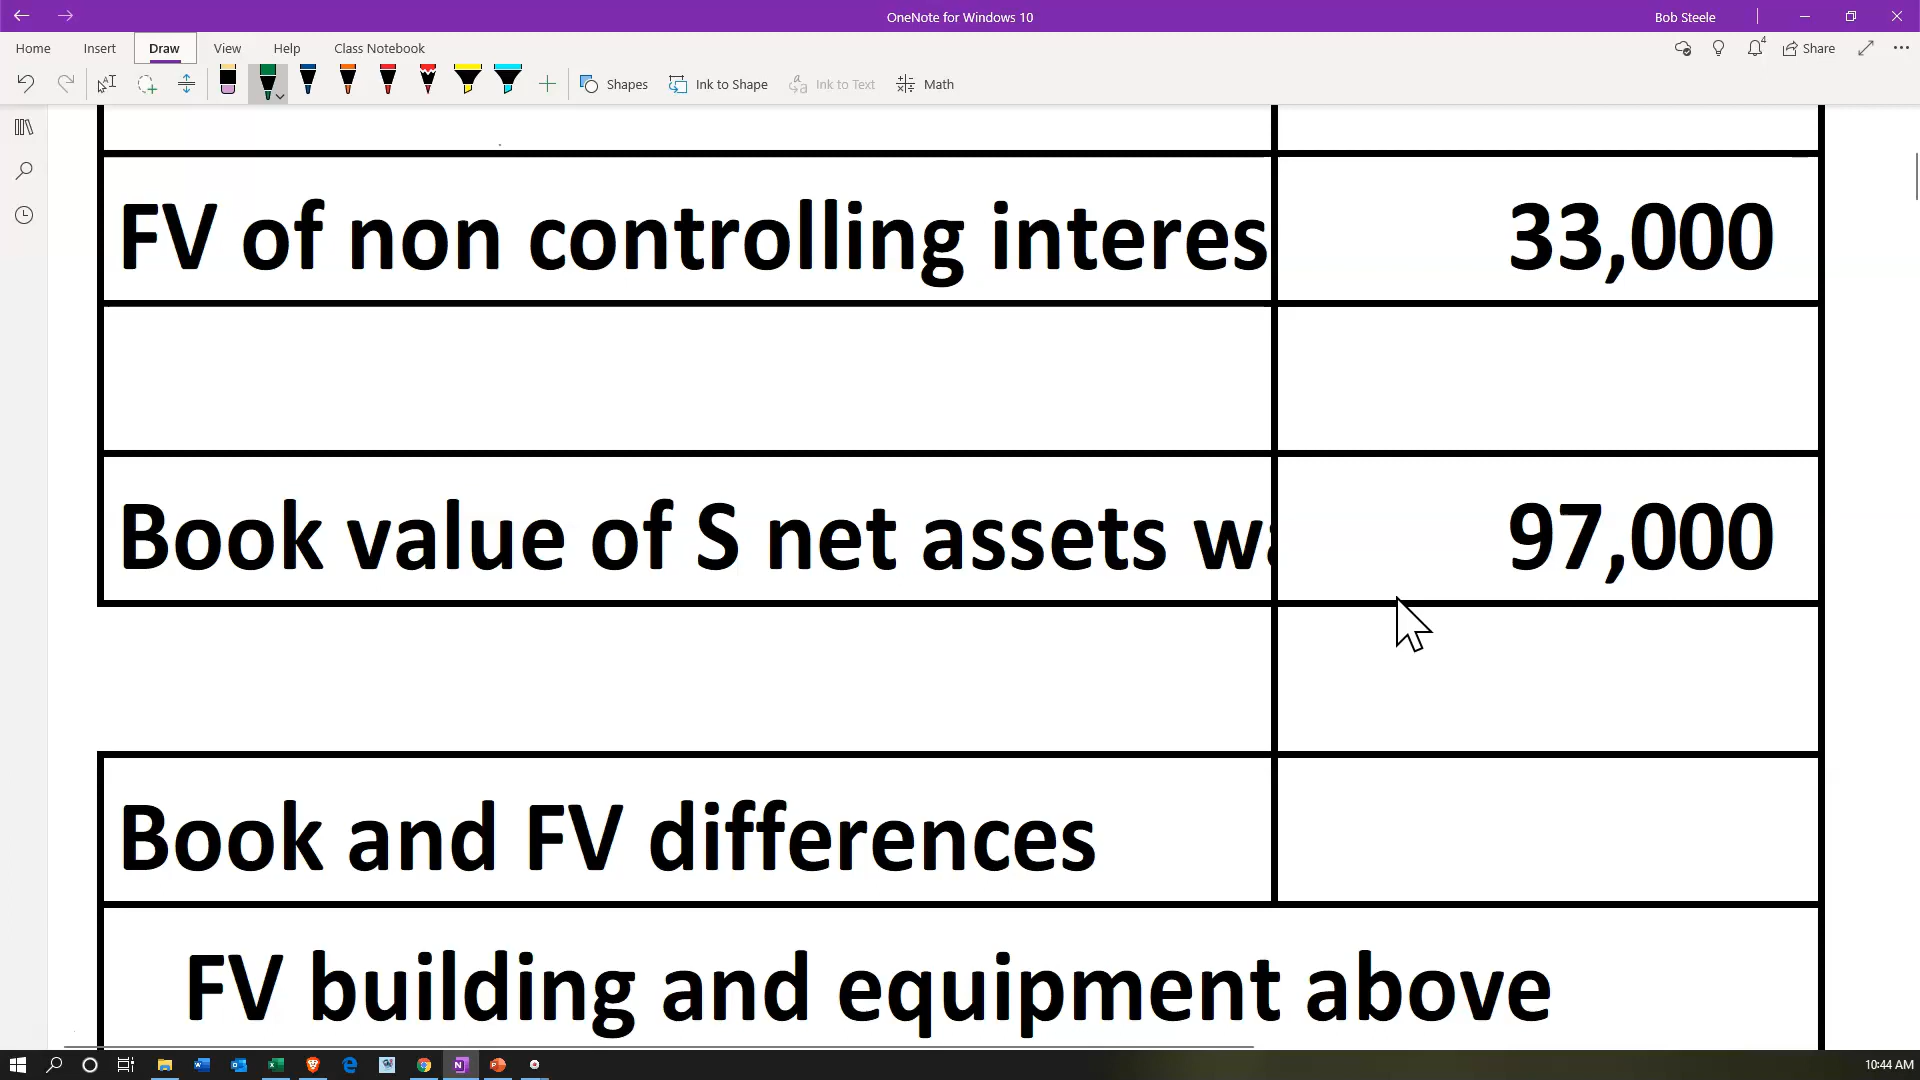 OneNote for Windows 10
Bob Steele
Home Insert Draw View Help Class Notebook
4
Share
Shapes Ink to Shape Ink to Text Math
FV of non controlling interes 33,000
Book value of S net assets wa 97,000
Book and FV differences
FV building and equipment above
10:44 AM